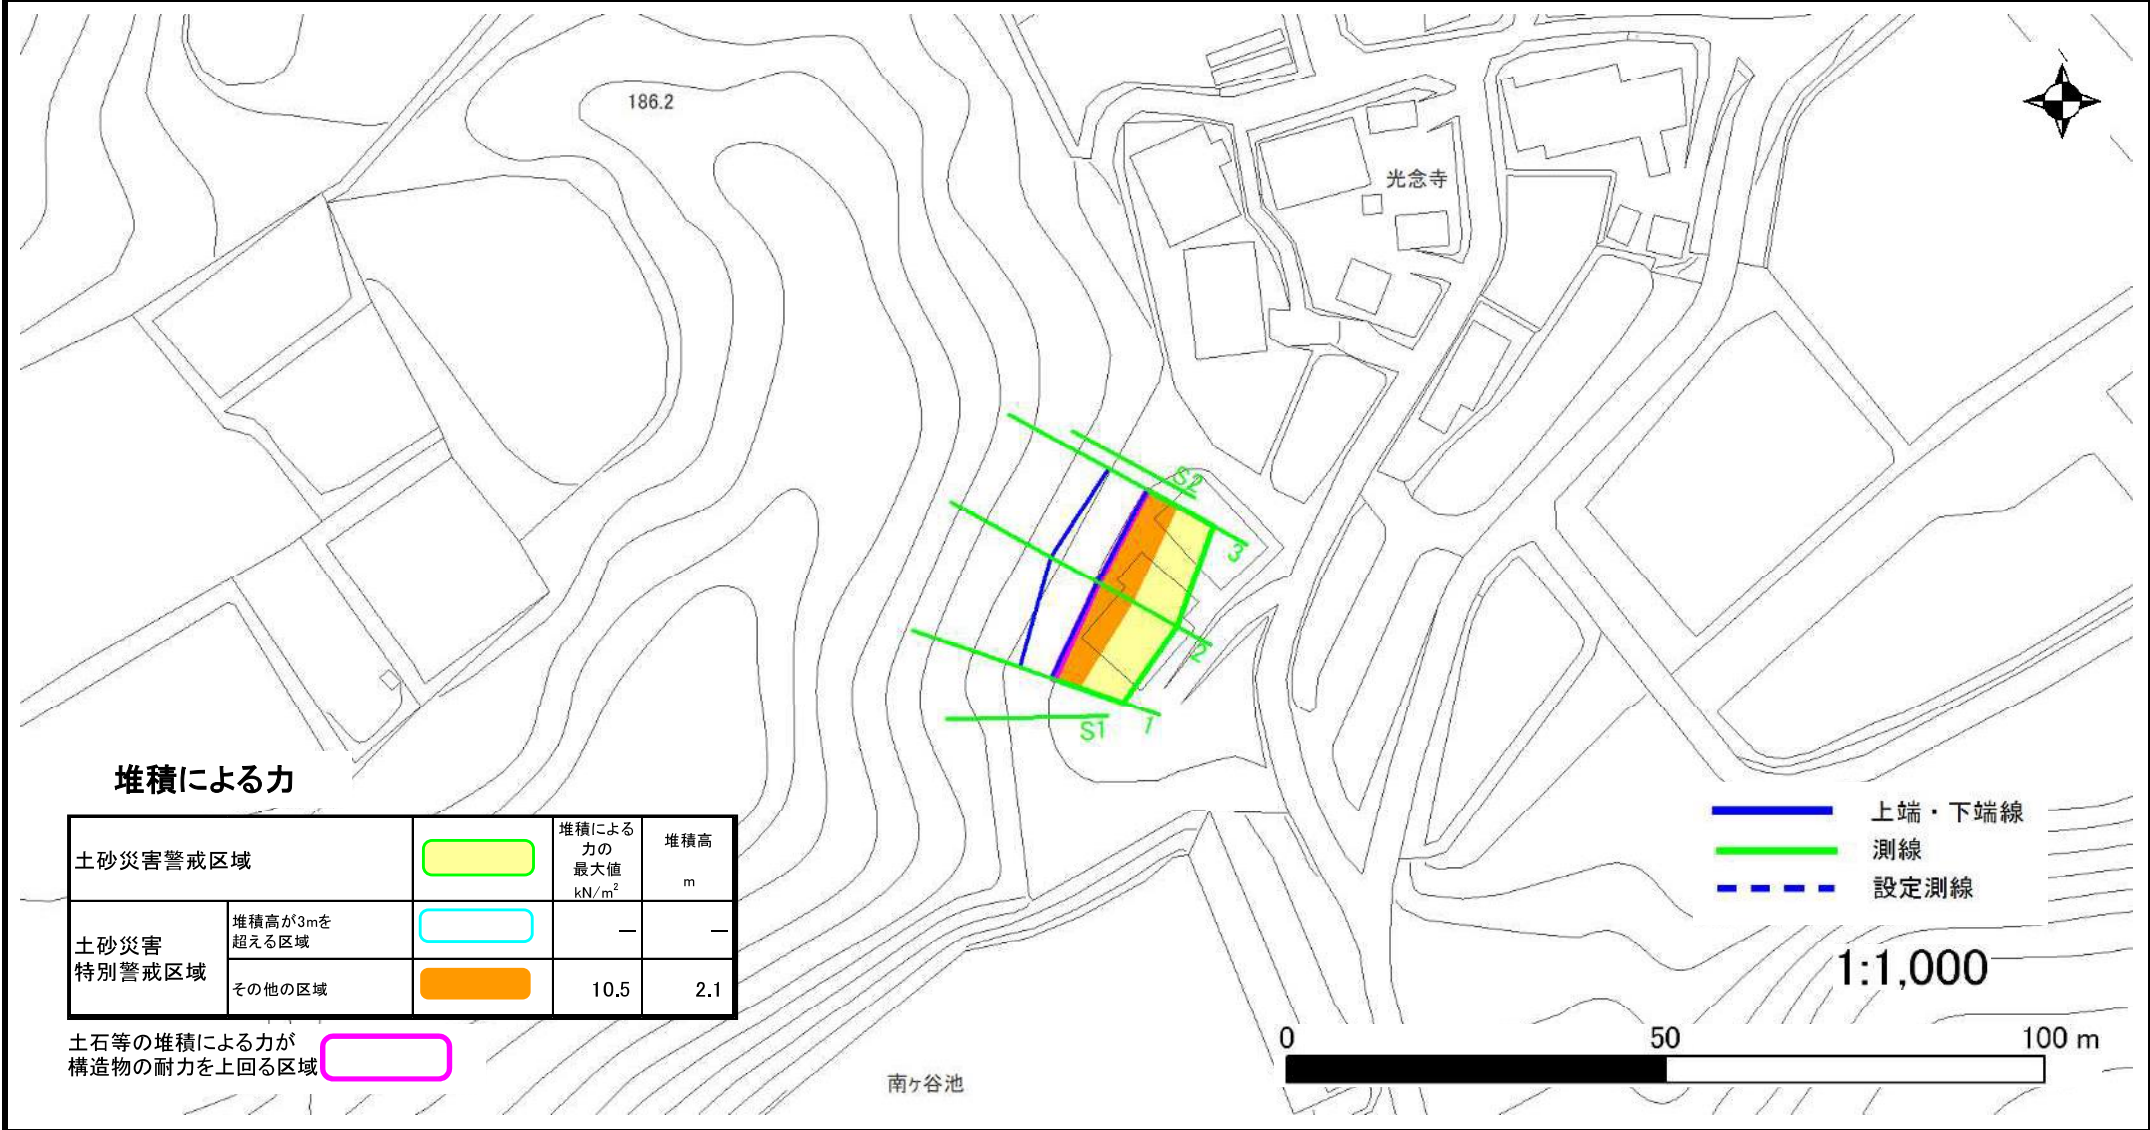 186.2
光念寺
S2
3
2
1
S1
堆積による力
土砂災害警戒区域
堆積による
力の
最大値
kN/m²
堆積高
m
土砂災害
特別警戒区域
堆積高が3mを
超える区域
—
—
その他の区域
10.5
2.1
土石等の堆積による力が
構造物の耐力を上回る区域
上端・下端線
測線
設定測線
1:1,000
0
50
100 m
南ヶ谷池